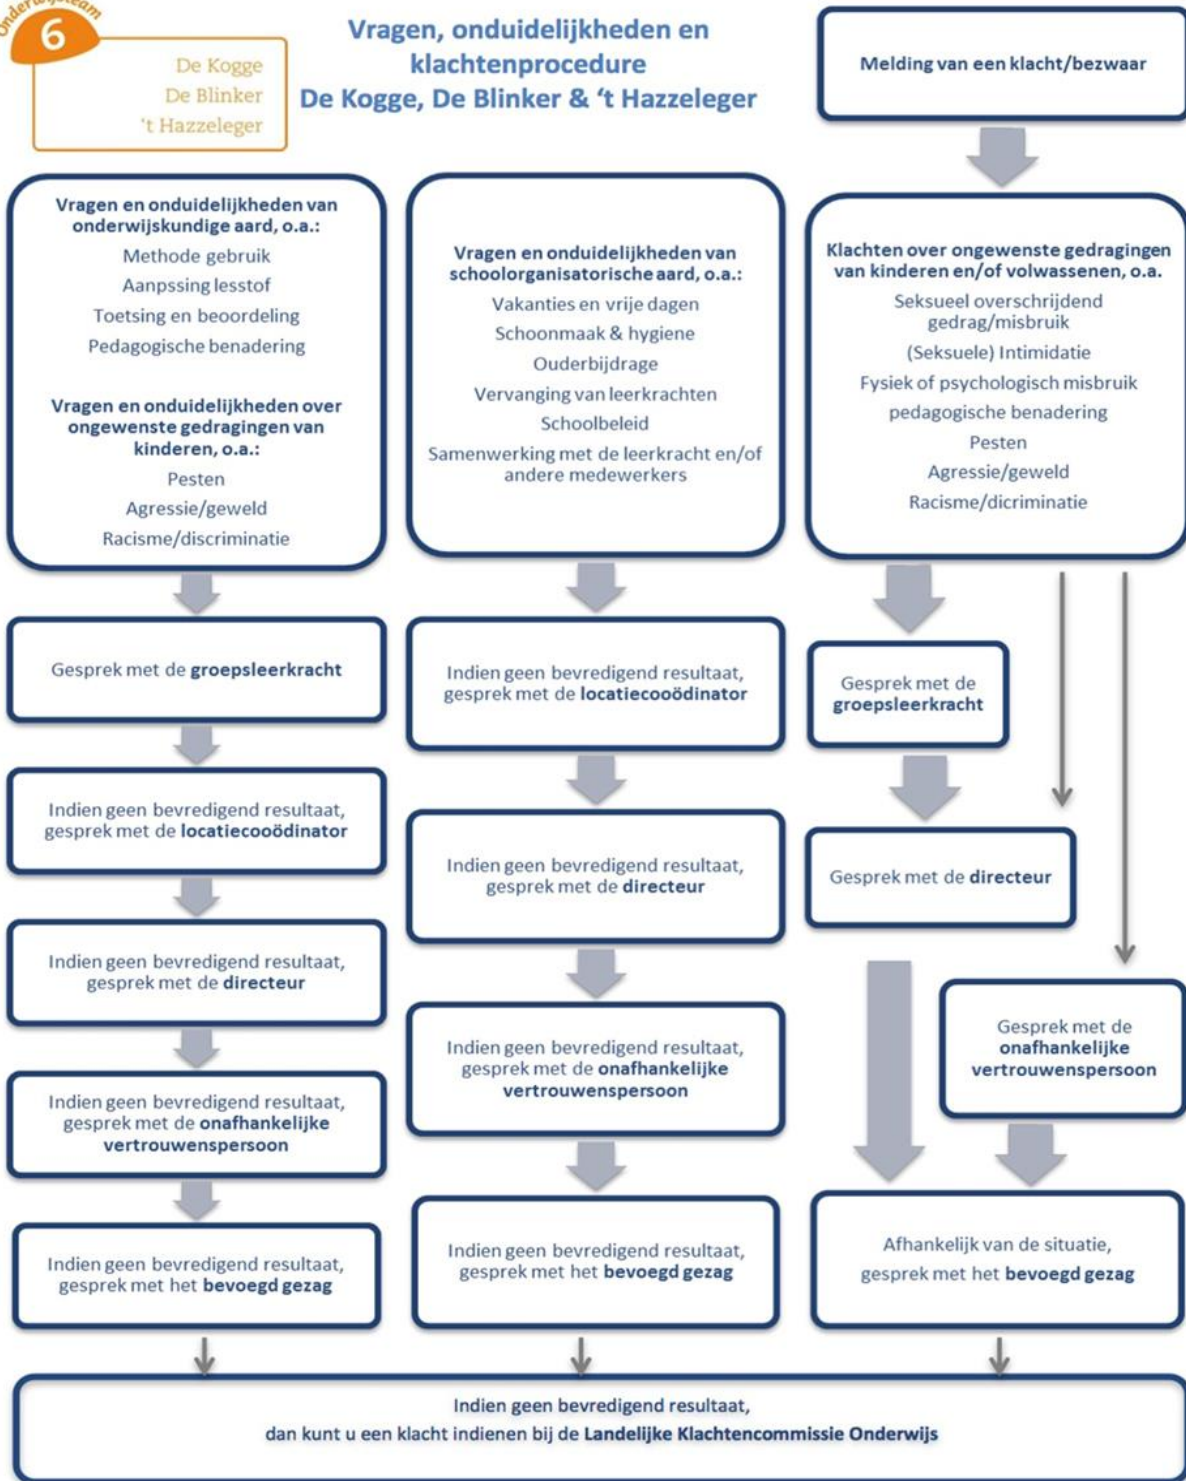 Onderwijsteam
6
De Kogge
De Blinker
't Hazzeleger
Vragen, onduidelijkheden en
klachtenprocedure
De Kogge, De Blinker & 't Hazzeleger
Melding van een klacht/bezwaar
Vragen en onduidelijkheden van
onderwijskundige aard, o.a.:
Methode gebruik
Aanpssing lesstof
Toetsing en beoordeling
Pedagogische benadering
Vragen en onduidelijkheden over
ongewenste gedragingen van
kinderen, o.a.:
Pesten
Agressie/geweld
Racisme/discriminatie
Gesprek met de groepsleerkracht
Indien geen bevredigend resultaat,
gesprek met de locatiecooödinator
Indien geen bevredigend resultaat,
gesprek met de directeur
Indien geen bevredigend resultaat,
gesprek met de onafhankelijke
vertrouwenspersoon
Indien geen bevredigend resultaat,
gesprek met het bevoegd gezag
Vragen en onduidelijkheden van
schoolorganisatorische aard, o.a.:
Vakanties en vrije dagen
Schoonmaak & hygiene
Ouderbijdrage
Vervanging van leerkrachten
Schoolbeleid
Samenwerking met de leerkracht en/of
andere medewerkers
Indien geen bevredigend resultaat,
gesprek met de locatiecooödinator
Indien geen bevredigend resultaat,
gesprek met de directeur
Indien geen bevredigend resultaat,
gesprek met de onafhankelijke
vertrouwenspersoon
Indien geen bevredigend resultaat,
gesprek met het bevoegd gezag
Klachten over ongewenste gedragingen
van kinderen en/of volwassenen, o.a.
Seksueel overschrijdend
gedrag/misbruik
(Seksuele) Intimidatie
Fysiek of psychologisch misbruik
pedagogische benadering
Pesten
Agressie/geweld
Racisme/dicriminatie
Gesprek met de
groepsleerkracht
Gesprek met de directeur
Gesprek met de
onafhankelijke
vertrouwenspersoon
Afhankelijk van de situatie,
gesprek met het bevoegd gezag
Indien geen bevredigend resultaat,
dan kunt u een klacht indienen bij de Landelijke Klachtencommissie Onderwijs